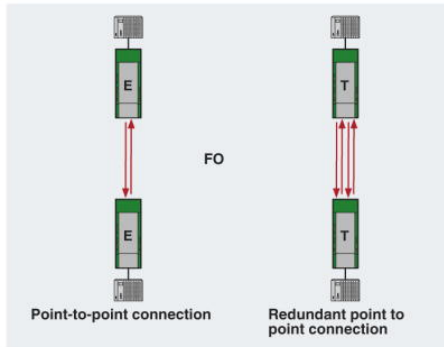 E
T
FO
E
T
Point-to-point connection
Redundant point to
point connection